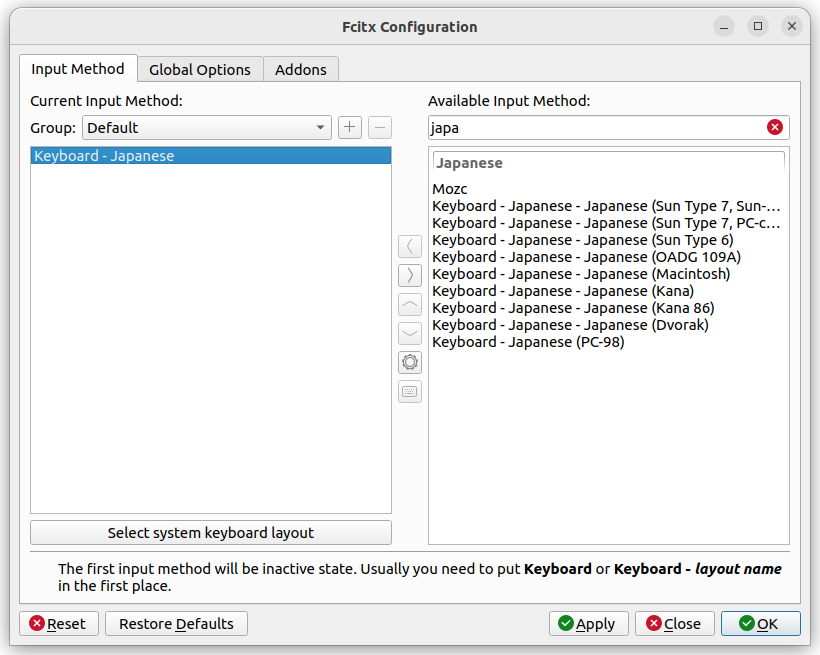 Fcitx Configuration
Input Method
Global Options
Addons
Current Input Method:
Group: Default
Keyboard - Japanese
Select system keyboard layout
Available Input Method:
japa
Japanese
Mozc
Keyboard - Japanese - Japanese (Sun Type 7, Sun-...
Keyboard - Japanese - Japanese (Sun Type 7, PC-c...
Keyboard - Japanese - Japanese (Sun Type 6)
Keyboard - Japanese - Japanese (OADG 109A)
Keyboard - Japanese - Japanese (Macintosh)
Keyboard - Japanese - Japanese (Kana)
Keyboard - Japanese - Japanese (Kana 86)
Keyboard - Japanese - Japanese (Dvorak)
Keyboard - Japanese (PC-98)
The first input method will be inactive state. Usually you need to put Keyboard or Keyboard - layout name
in the first place.
Reset
Restore Defaults
Apply
Close
OK